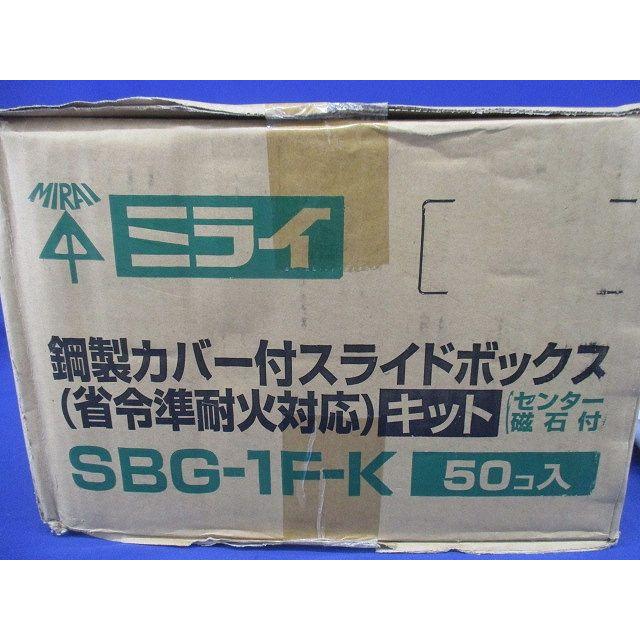 MIRAI
ミライ
鋼製カバー付スライドボックス
(省令準耐火対応) キット [センター
磁石付]
SBG-1F-K 50コ入